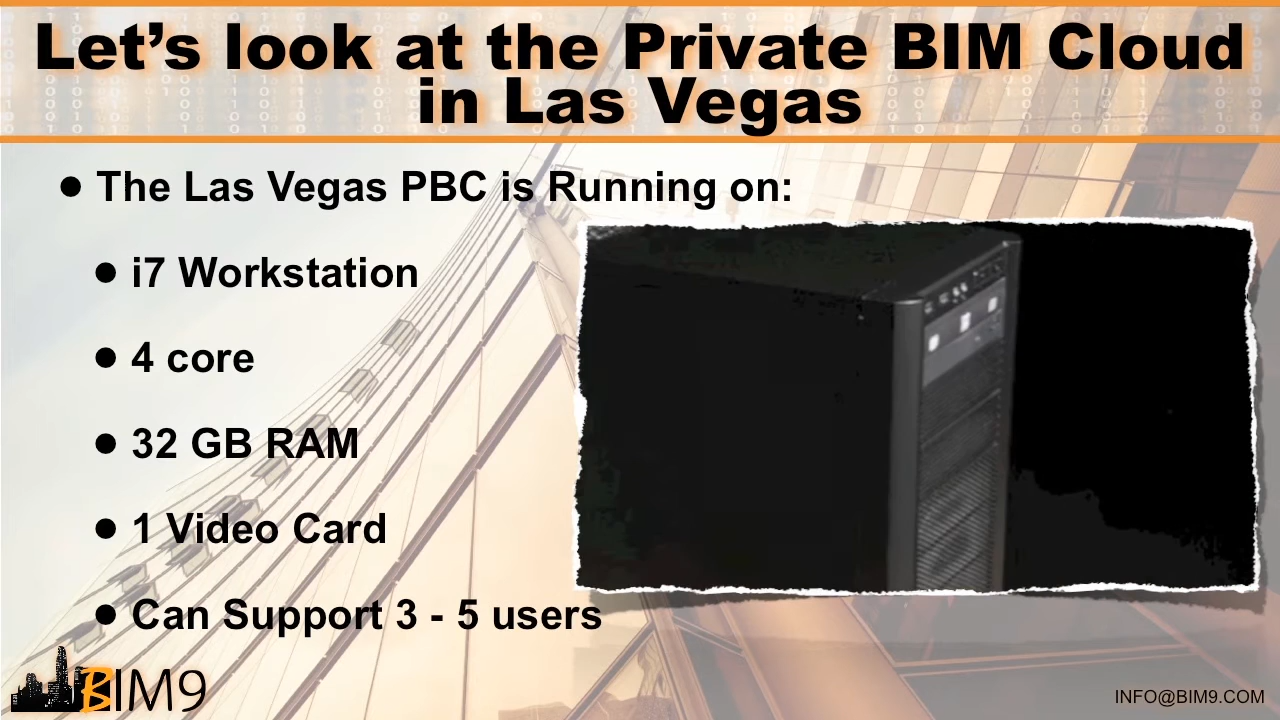 Let’s look at the Private BIM Cloud
in Las Vegas
● The Las Vegas PBC is Running on:
● i7 Workstation
● 4 core
● 32 GB RAM
● 1 Video Card
● Can Support 3 - 5 users
BIM9
INFO@BIM9.COM